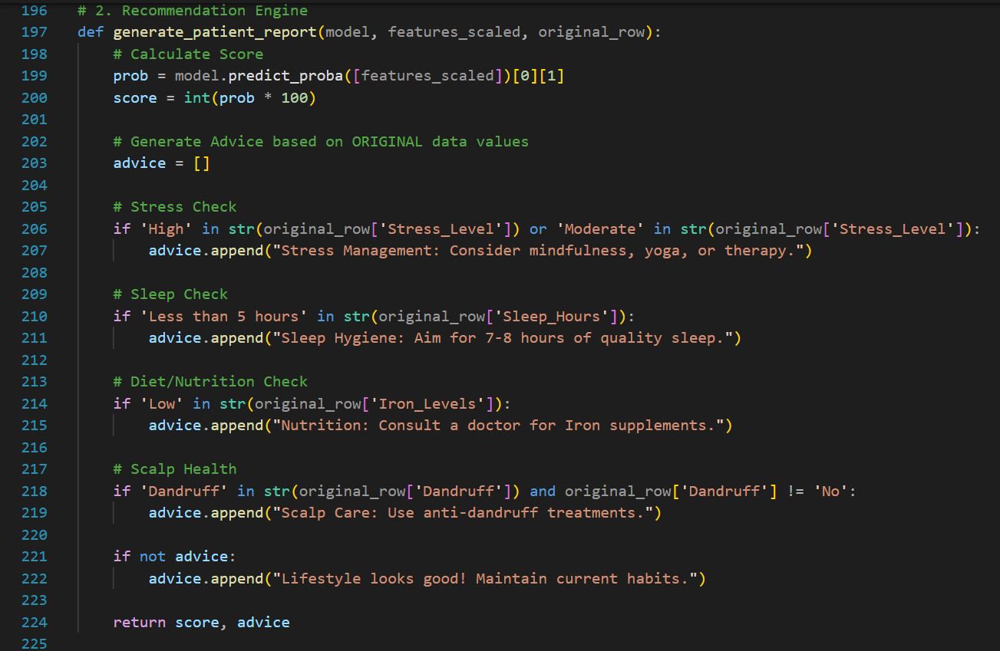 196 # 2. Recommendation Engine
197 def generate_patient_report(model, features_scaled, original_row):
198     # Calculate Score
199     prob = model.predict_proba([features_scaled])[0][1]
200     score = int(prob * 100)
201
202     # Generate Advice based on ORIGINAL data values
203     advice = []
204
205     # Stress Check
206     if 'High' in str(original_row['Stress_Level']) or 'Moderate' in str(original_row['Stress_Level']):
207         advice.append("Stress Management: Consider mindfulness, yoga, or therapy.")
208
209     # Sleep Check
210     if 'Less than 5 hours' in str(original_row['Sleep_Hours']):
211         advice.append("Sleep Hygiene: Aim for 7-8 hours of quality sleep.")
212
213     # Diet/Nutrition Check
214     if 'Low' in str(original_row['Iron_Levels']):
215         advice.append("Nutrition: Consult a doctor for Iron supplements.")
216
217     # Scalp Health
218     if 'Dandruff' in str(original_row['Dandruff']) and original_row['Dandruff'] != 'No':
219         advice.append("Scalp Care: Use anti-dandruff treatments.")
220
221     if not advice:
222         advice.append("Lifestyle looks good! Maintain current habits.")
223
224     return score, advice
225